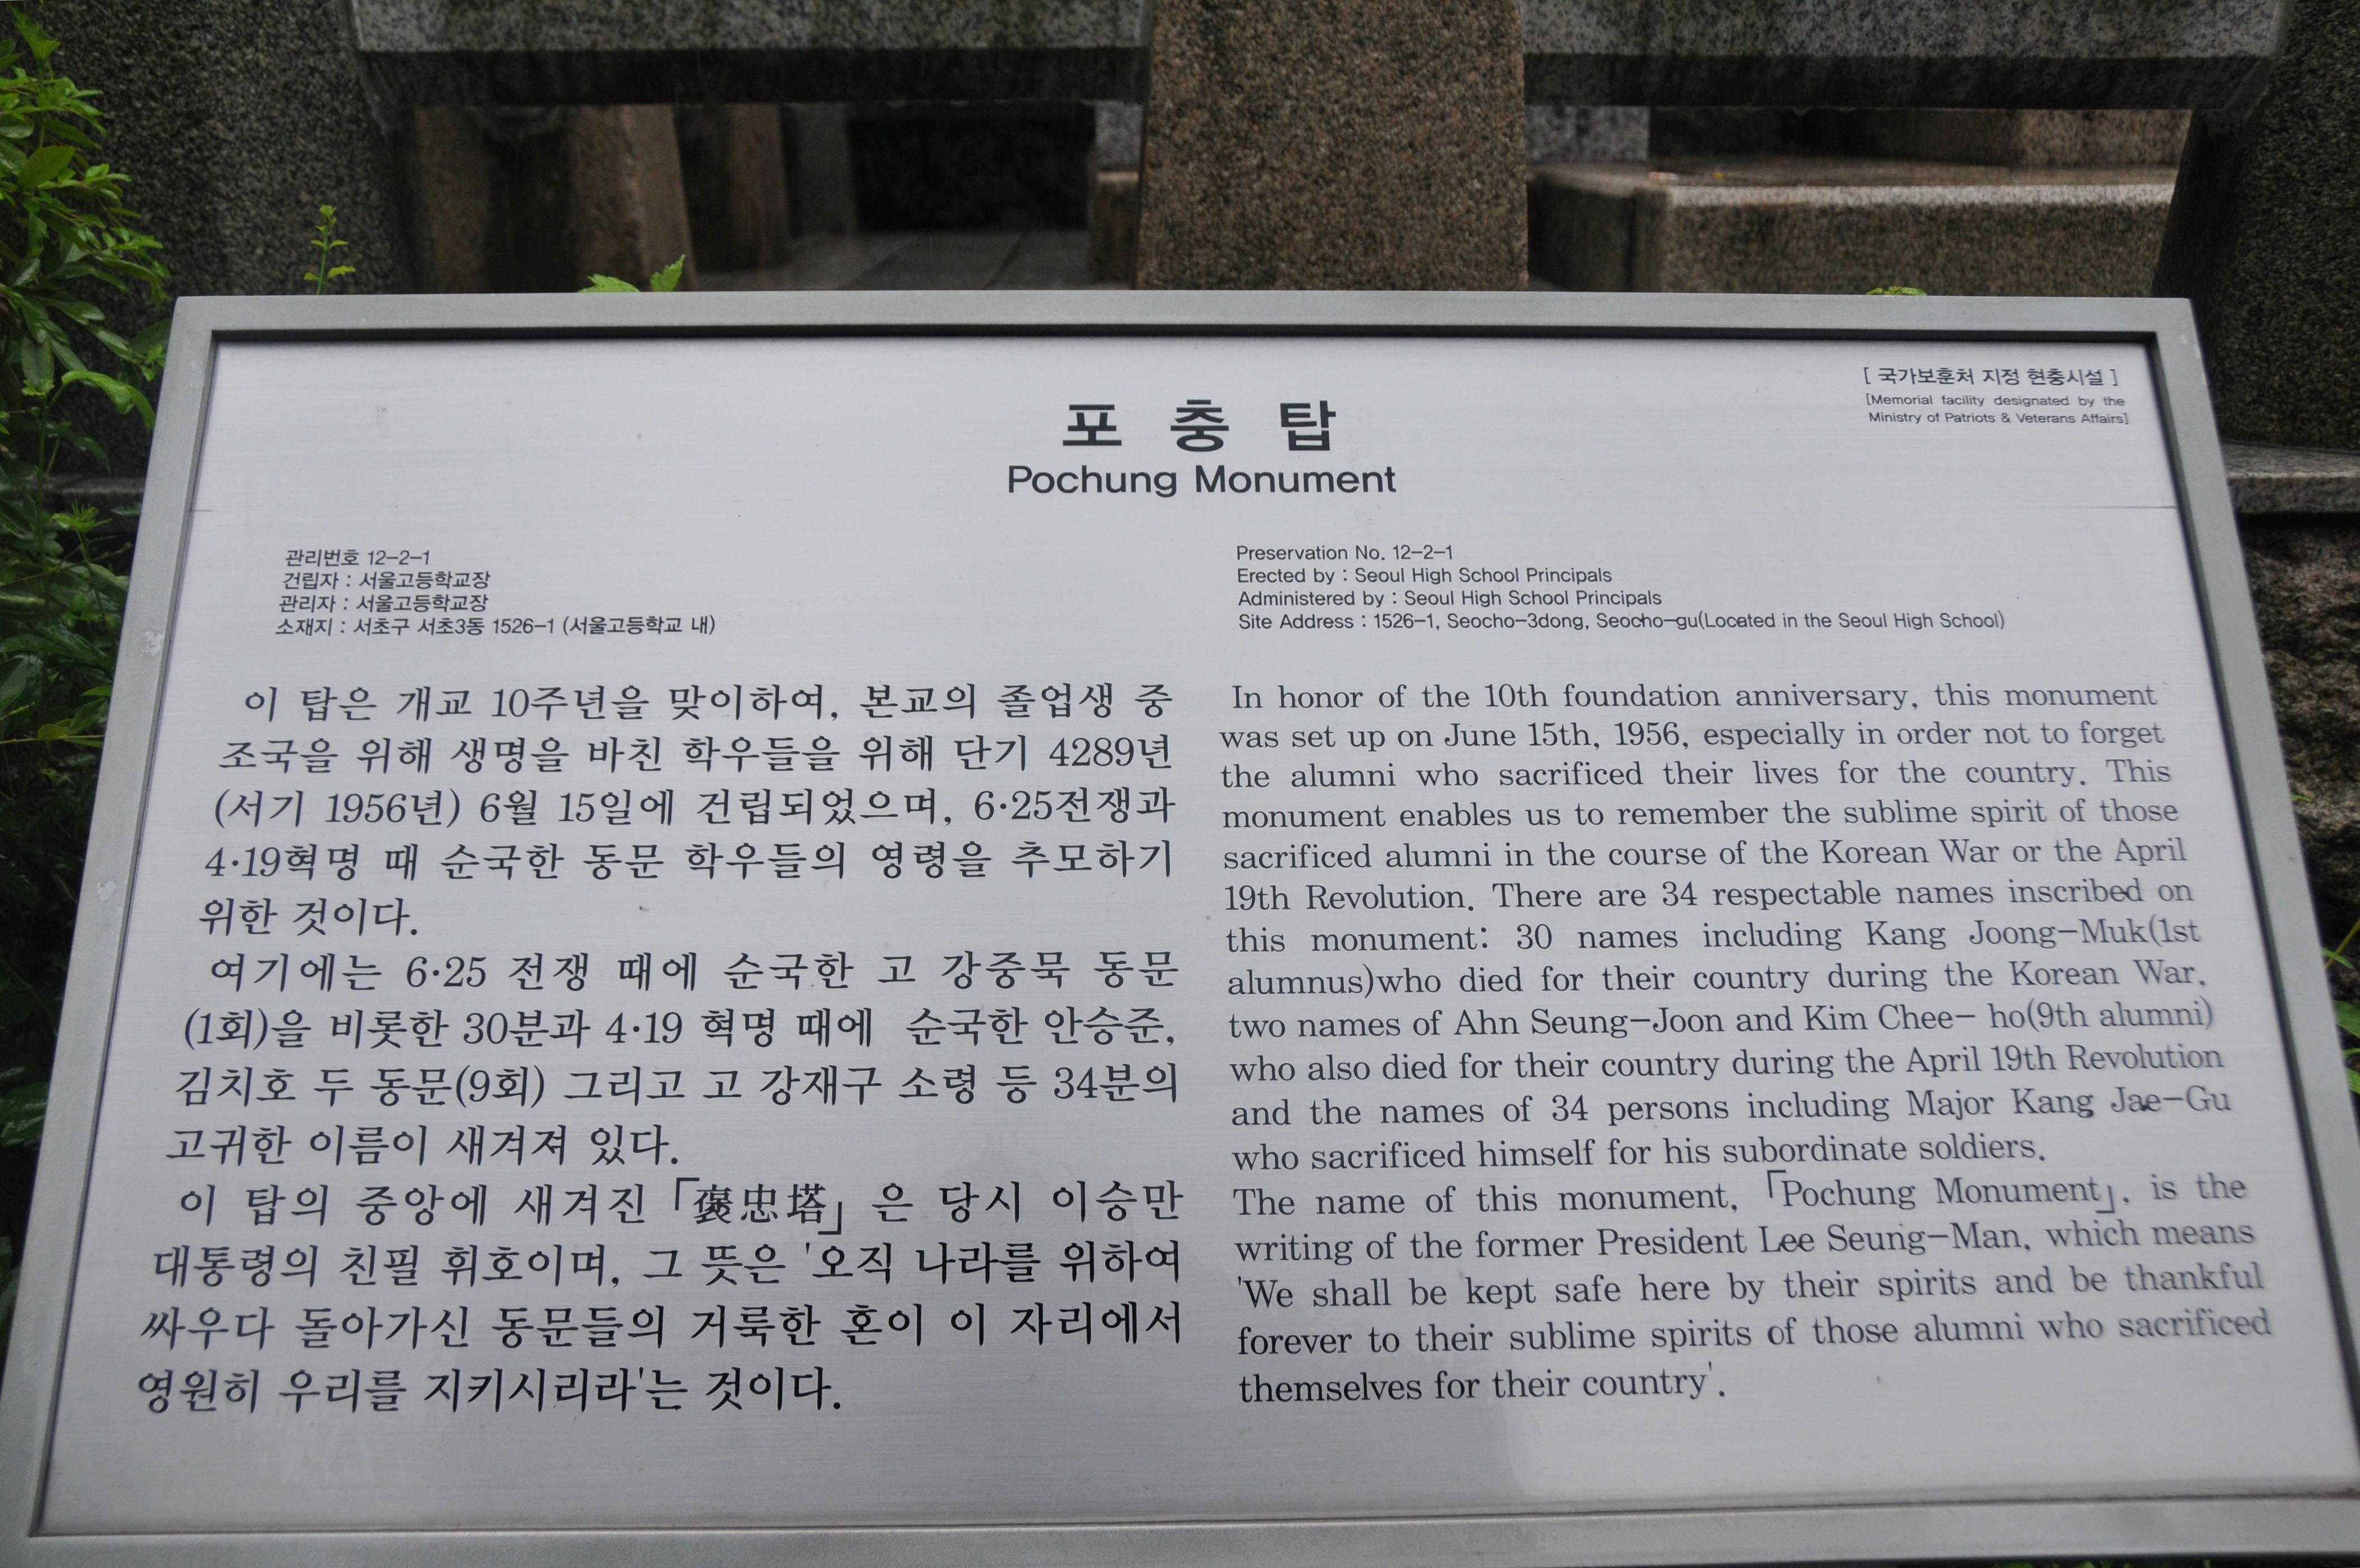 [ 국가보훈처 지정 현충시설 ]
[Memorial facility designated by the
Ministry of Patriots & Veterans Affairs]
포 충 탑
Pochung Monument
관리번호 12-2-1
건립자 : 서울고등학교장
관리자 : 서울고등학교장
소재지 : 서초구 서초3동 1526-1 (서울고등학교 내)
이 탑은 개교 10주년을 맞이하여, 본교의 졸업생 중
조국을 위해 생명을 바친 학우들을 위해 단기 4289년
(서기 1956년) 6월 15일에 건립되었으며, 6·25전쟁과
4·19혁명 때 순국한 동문 학우들의 영령을 추모하기
위한 것이다.
여기에는 6·25 전쟁 때에 순국한 고 강중묵 동문
(1회)을 비롯한 30분과 4·19 혁명 때에 순국한 안승준,
김치호 두 동문(9회) 그리고 고 강재구 소령 등 34분의
고귀한 이름이 새겨져 있다.
이 탑의 중앙에 새겨진 「褒忠塔」은 당시 이승만
대통령의 친필 휘호이며, 그 뜻은 '오직 나라를 위하여
싸우다 돌아가신 동문들의 거룩한 혼이 이 자리에서
영원히 우리를 지키시리라'는 것이다.
Preservation No. 12-2-1
Erected by : Seoul High School Principals
Administered by : Seoul High School Principals
Site Address : 1526-1, Seocho-3dong, Seocho-gu(Located in the Seoul High School)
In honor of the 10th foundation anniversary, this monument
was set up on June 15th, 1956, especially in order not to forget
the alumni who sacrificed their lives for the country. This
monument enables us to remember the sublime spirit of those
sacrificed alumni in the course of the Korean War or the April
19th Revolution. There are 34 respectable names inscribed on
this monument: 30 names including Kang Joong-Muk(1st
alumnus)who died for their country during the Korean War,
two names of Ahn Seung-Joon and Kim Chee- ho(9th alumni)
who also died for their country during the April 19th Revolution
and the names of 34 persons including Major Kang Jae-Gu
who sacrificed himself for his subordinate soldiers.
The name of this monument, 「Pochung Monument」, is the
writing of the former President Lee Seung-Man, which means
'We shall be kept safe here by their spirits and be thankful
forever to their sublime spirits of those alumni who sacrificed
themselves for their country'.